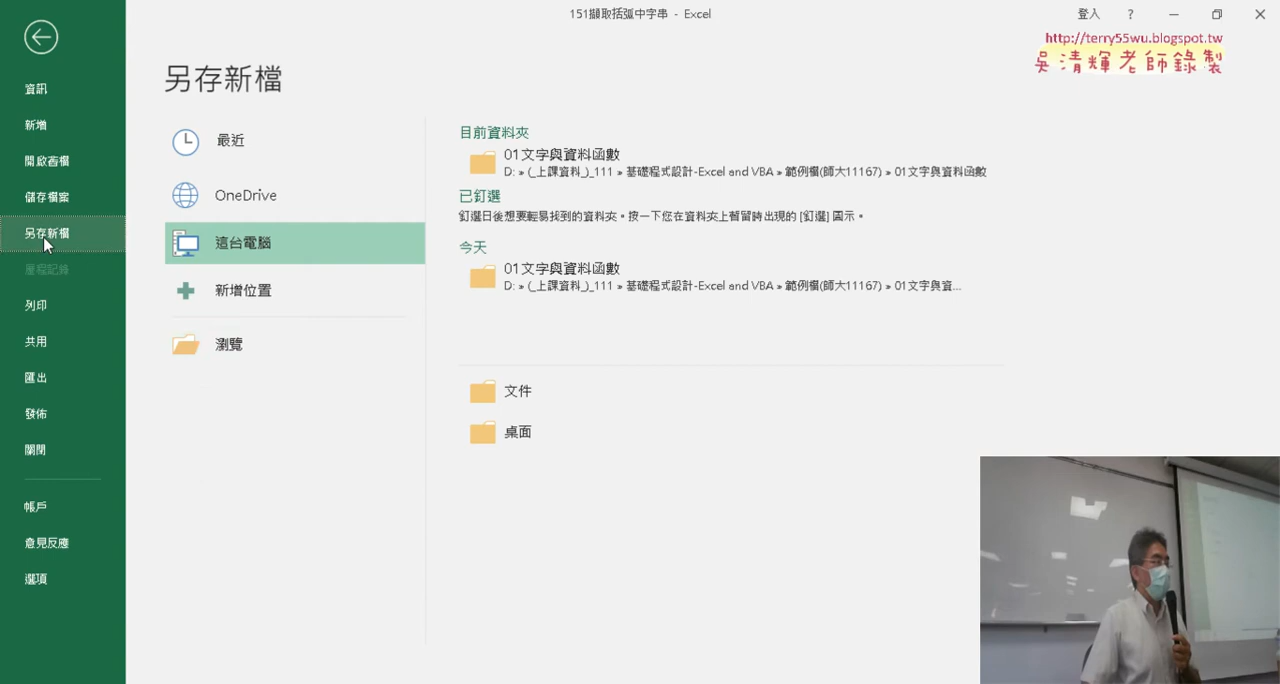 151擷取括弧中字串 - Excel
登入
?
http://terry55wu.blogspot.tw
吳清輝老師錄製
資訊
新增
開啟舊檔
儲存檔案
另存新檔
歷程記錄
列印
共用
匯出
發佈
關閉
帳戶
意見反應
選項
另存新檔
最近
OneDrive
這台電腦
新增位置
瀏覽
目前資料夾
01文字與資料函數
D: » (_上課資料_)_111 » 基礎程式設計-Excel and VBA » 範例檔(師大11167) » 01文字與資料函數
已釘選
釘選日後想要輕易找到的資料夾。按一下您在資料夾上暫留時出現的 [釘選] 圖示。
今天
01文字與資料函數
D: » (_上課資料_)_111 » 基礎程式設計-Excel and VBA » 範例檔(師大11167) » 01文字與資...
文件
桌面